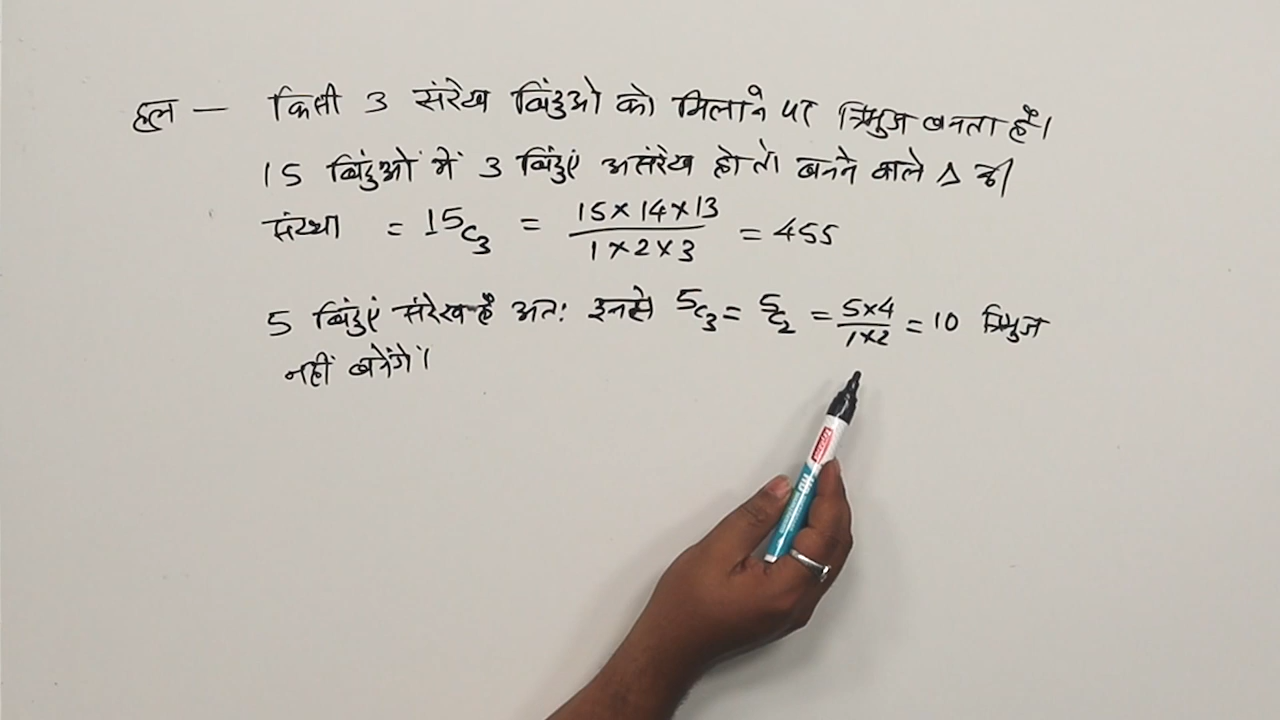 हल — किसी 3 संरेख बिंदुओ को मिलाने पर त्रिभुज बनता है।
15 बिंदुओं में 3 बिंदुएं असंरेख हो तो बनने वाले Δ की
संख्या = 15C3 = 15×14×13 / 1×2×3 = 455
5 बिंदुएं संरेख है अतः इनसे 5C3 = 5C2 = 5×4 / 1×2 = 10 त्रिभुज
नहीं बनेंगे।